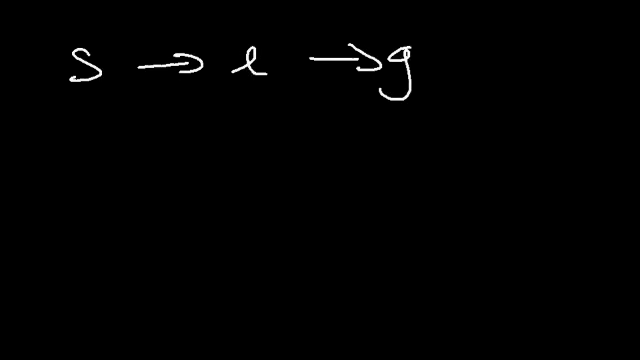 s → l → g